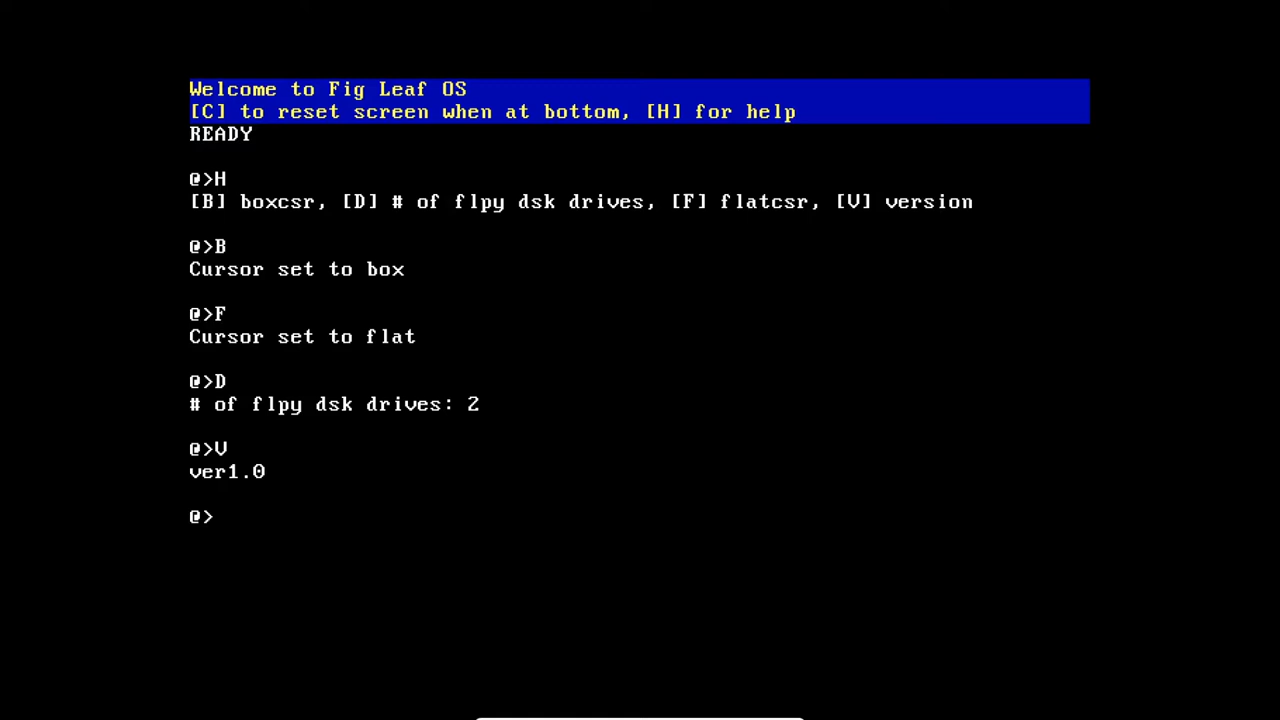 Welcome to Fig Leaf OS
[C] to reset screen when at bottom, [H] for help
READY
@>H
[B] boxcsr, [D] # of flpy dsk drives, [F] flatcsr, [V] version
@>B
Cursor set to box
@>F
Cursor set to flat
@>D
# of flpy dsk drives: 2
@>V
ver1.0
@>